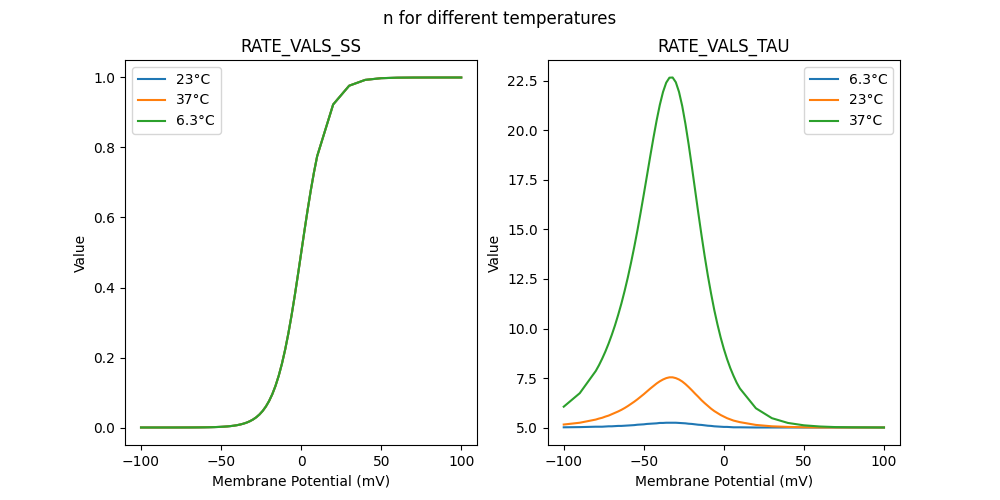 n for different temperatures
RATE_VALS_SS
1.0
0.8
0.6
0.4
0.2
0.0
Value
−100
−50
0
50
100
Membrane Potential (mV)
23°C
37°C
6.3°C
RATE_VALS_TAU
22.5
20.0
17.5
15.0
12.5
10.0
7.5
5.0
Value
−100
−50
0
50
100
Membrane Potential (mV)
6.3°C
23°C
37°C